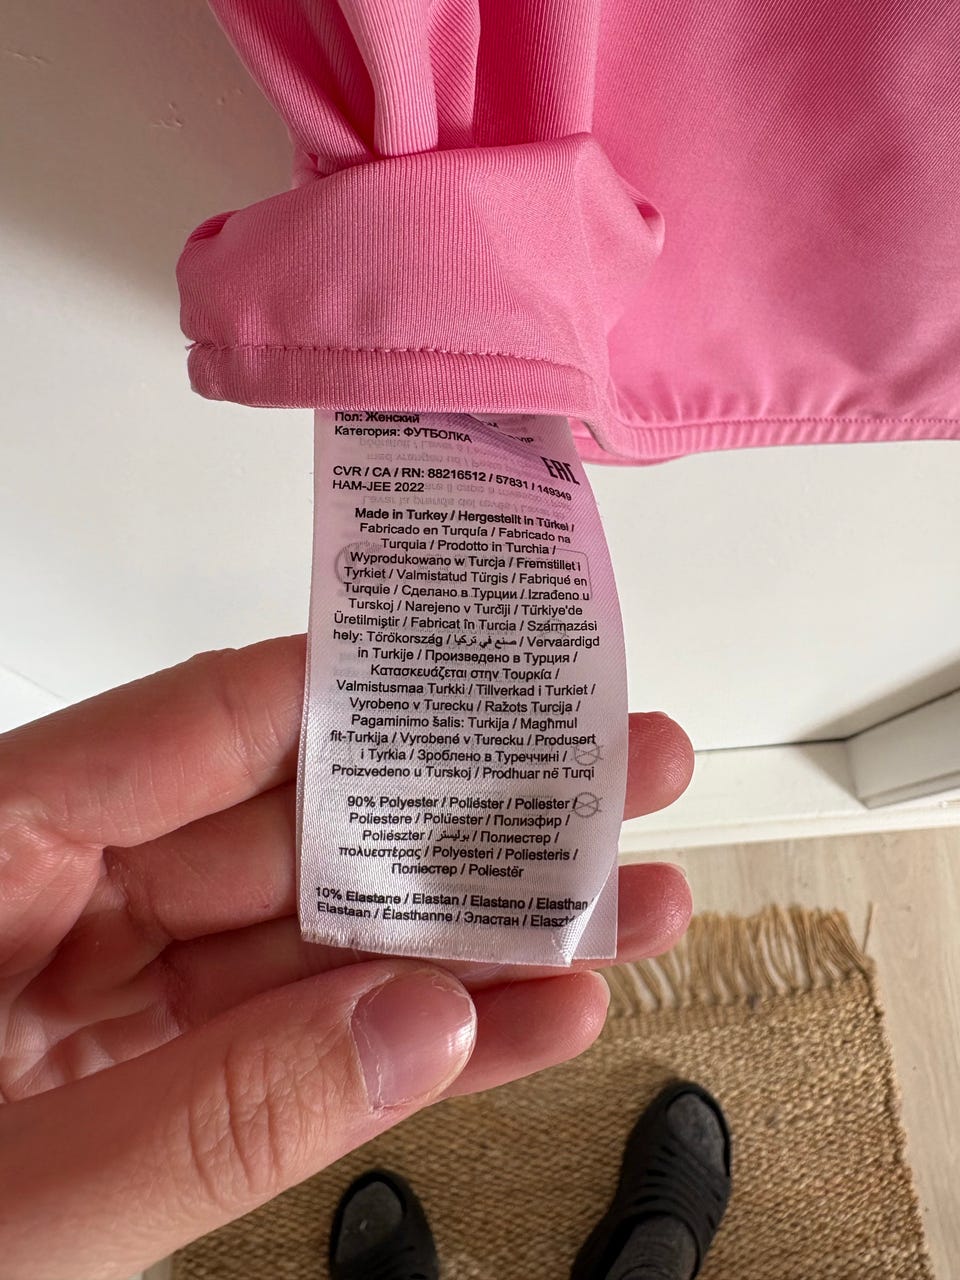 Пол: Женский
Категория: ФУТБОЛКА
EAC
CVR / CA / RN: 88216512 / 57831 / 149349
HAM-JEE 2022
Made in Turkey / Hergestellt in Türkei /
Fabricado en Turquía / Fabricado na
Turquia / Prodotto in Turchia /
Wyprodukowano w Turcja / Fremstillet i
Tyrkiet / Valmistatud Türgis / Fabriqué en
Turquie / Сделано в Турции / Izrađeno u
Turskoj / Narejeno v Turčiji / Türkiye'de
Üretilmiştir / Fabricat în Turcia / Származási
hely: Törökország / صنع في تركيا / Vervaardigd
in Turkije / Произведено в Турция /
Κατασκευάζεται στην Τουρκία /
Valmistusmaa Turkki / Tillverkad i Turkiet /
Vyrobeno v Turecku / Ražots Turcija /
Pagaminimo šalis: Turkija / Magħmul
fit-Turkija / Vyrobené v Turecku / Produsert
i Tyrkia / Зроблено в Туреччині /
Proizvedeno u Turskoj / Prodhuar në Turqi
90% Polyester / Poliéster / Poliester /
Poliestere / Polüester / Полиэфир /
Poliészter / بوليستر / Полиестер /
πολυεστέρας / Polyesteri / Poliesteris /
Поліестер / Poliestër
10% Elastane / Elastan / Elastano / Elasthan
Elastaan / Élasthanne / Эластан /